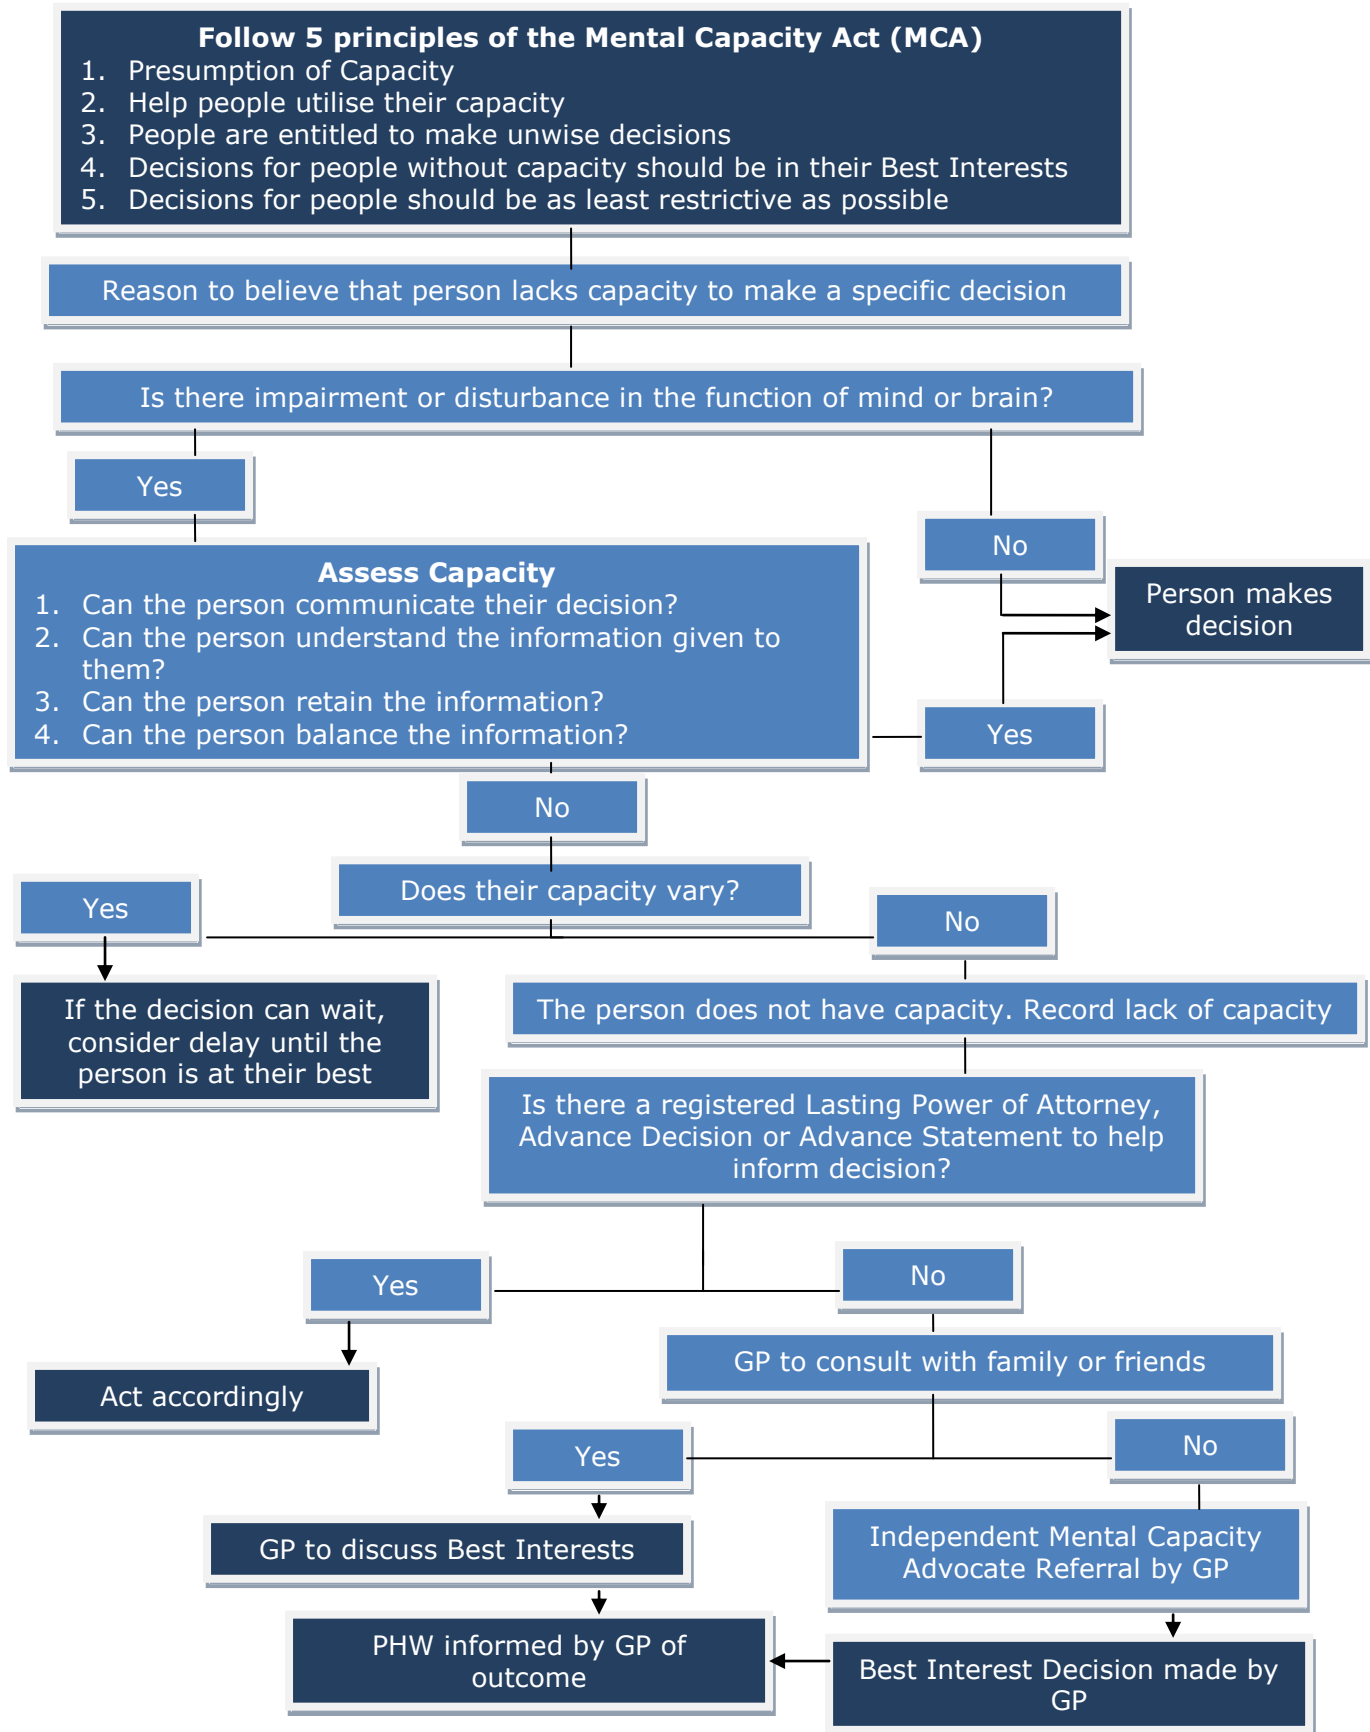 Follow 5 principles of the Mental Capacity Act (MCA)
1. Presumption of Capacity
2. Help people utilise their capacity
3. People are entitled to make unwise decisions
4. Decisions for people without capacity should be in their Best Interests
5. Decisions for people should be as least restrictive as possible
Reason to believe that person lacks capacity to make a specific decision
Is there impairment or disturbance in the function of mind or brain?
Yes
No
Assess Capacity
1. Can the person communicate their decision?
2. Can the person understand the information given to
them?
3. Can the person retain the information?
4. Can the person balance the information?
Person makes
decision
Yes
No
Does their capacity vary?
Yes
No
If the decision can wait,
consider delay until the
person is at their best
The person does not have capacity. Record lack of capacity
Is there a registered Lasting Power of Attorney,
Advance Decision or Advance Statement to help
inform decision?
Yes
No
Act accordingly
GP to consult with family or friends
Yes
No
GP to discuss Best Interests
Independent Mental Capacity
Advocate Referral by GP
PHW informed by GP of
outcome
Best Interest Decision made by
GP